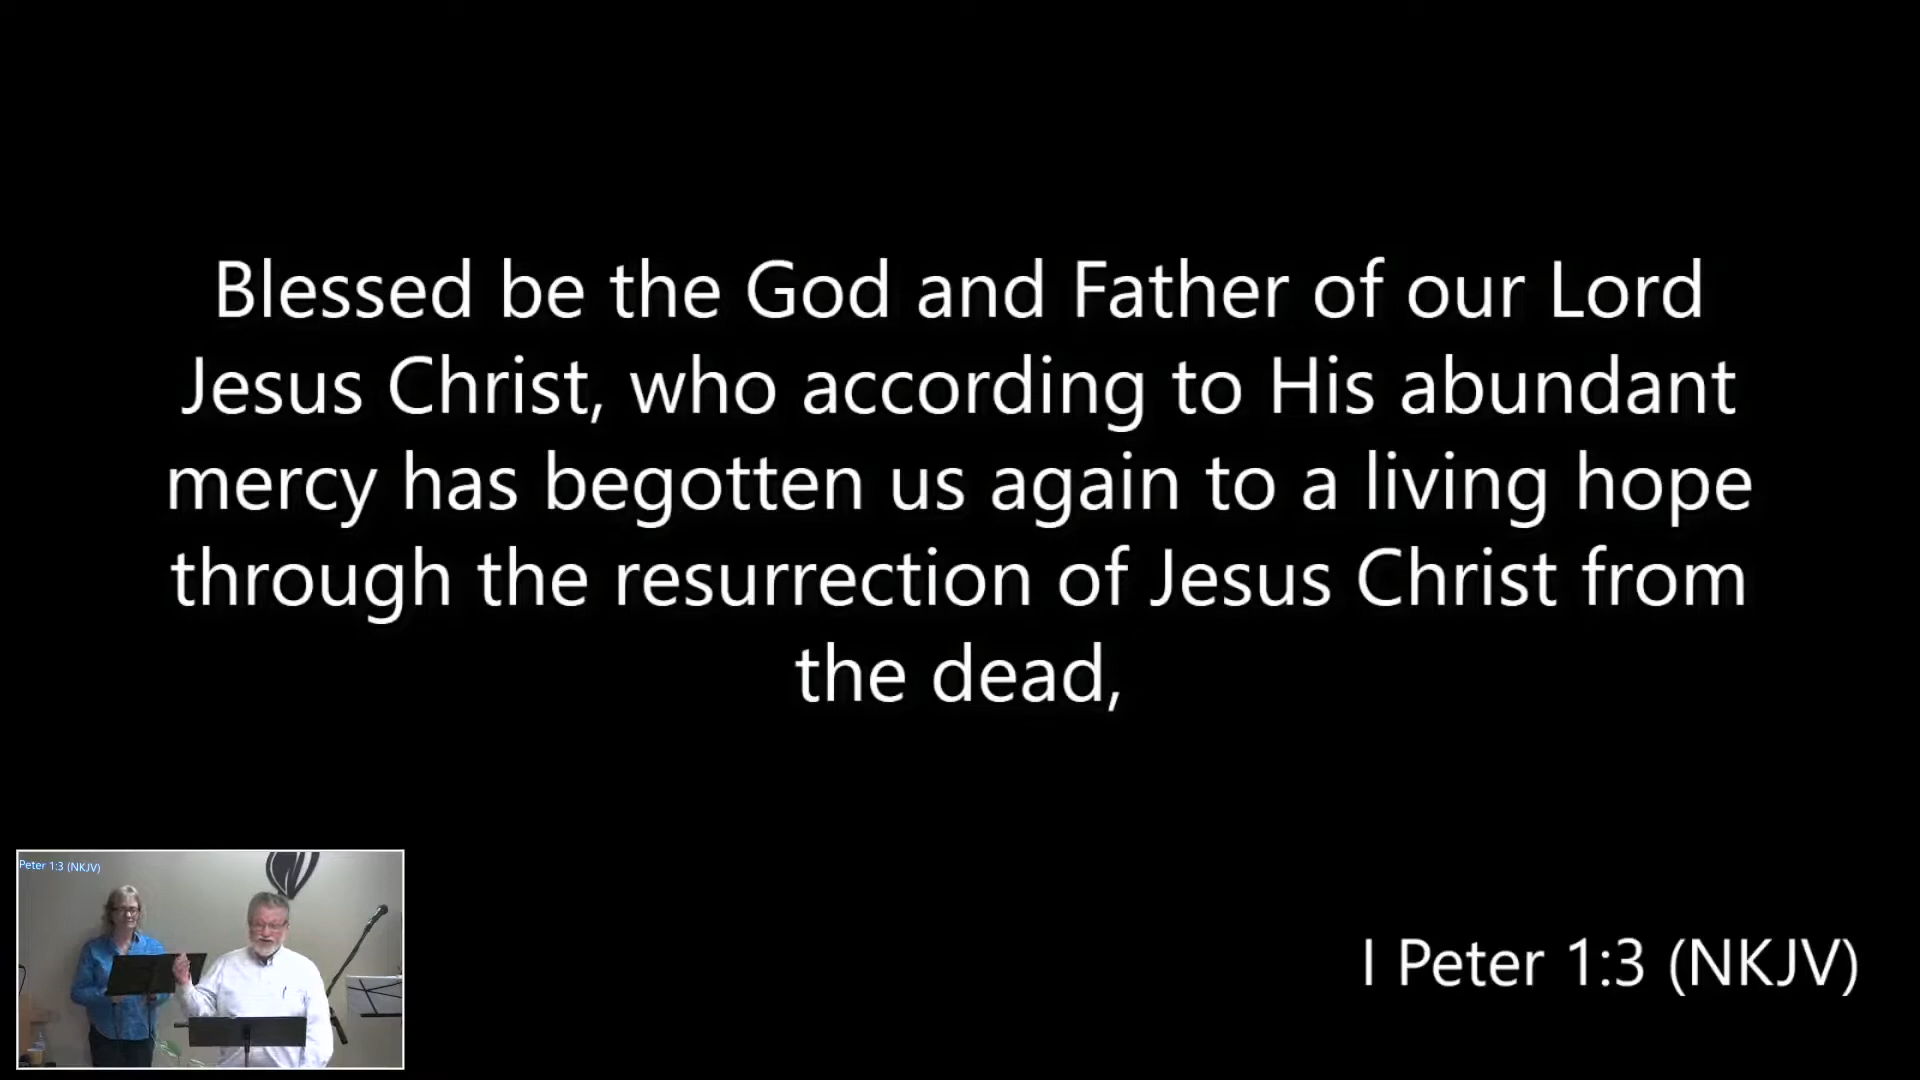 Blessed be the God and Father of our Lord
Jesus Christ, who according to His abundant
mercy has begotten us again to a living hope
through the resurrection of Jesus Christ from
the dead,
Peter 1:3 (NKJV)
I Peter 1:3 (NKJV)